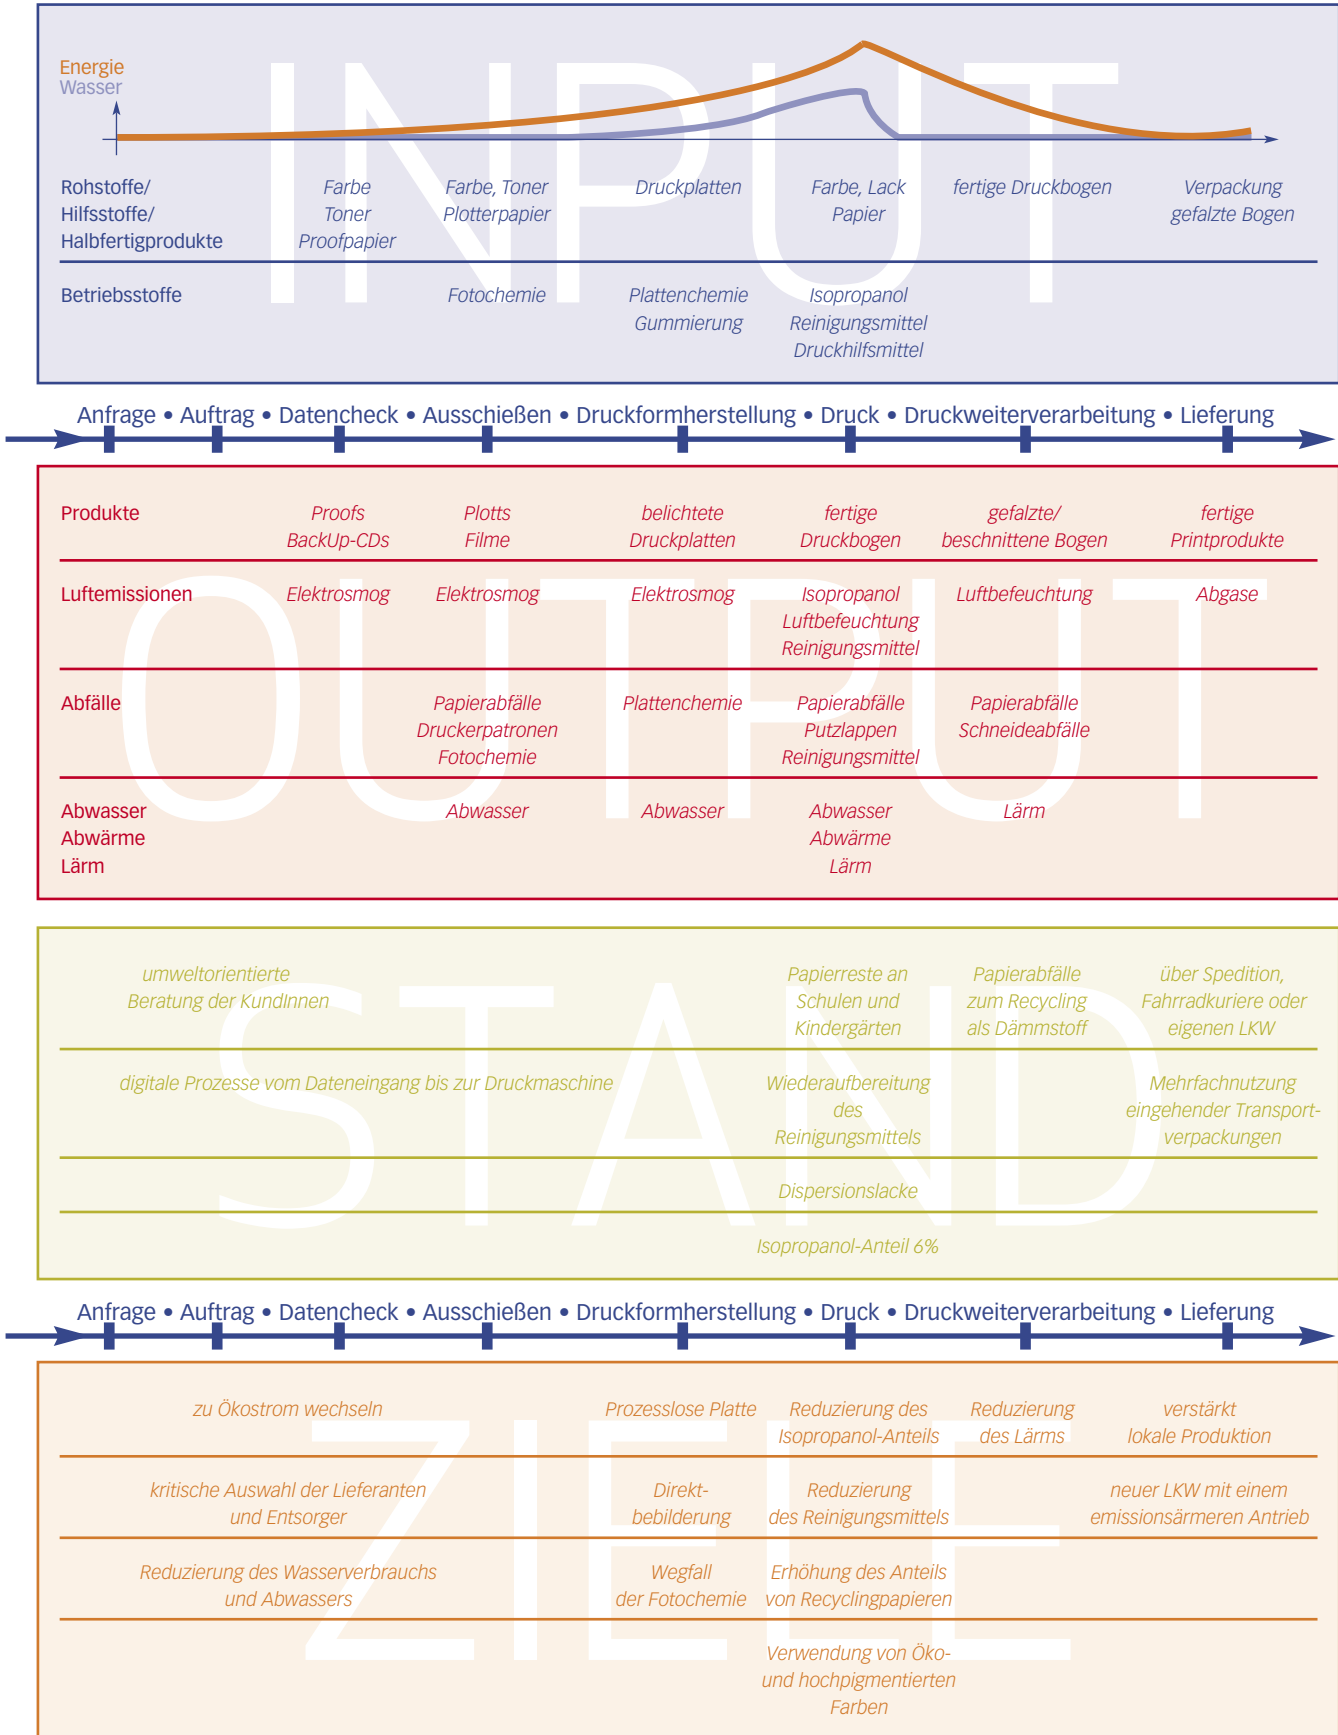 INPUT
Energie
Wasser
Rohstoffe/
Hilfsstoffe/
Halbfertigprodukte
Farbe
Toner
Proofpapier
Farbe, Toner
Plotterpapier
Druckplatten
Farbe, Lack
Papier
fertige Druckbogen
Verpackung
gefalzte Bogen
Betriebsstoffe
Fotochemie
Plattenchemie
Gummierung
Isopropanol
Reinigungsmittel
Druckhilfsmittel
Anfrage • Auftrag • Datencheck • Ausschießen • Druckformherstellung • Druck • Druckweiterverarbeitung • Lieferung
OUTPUT
Produkte
Proofs
BackUp-CDs
Plotts
Filme
belichtete
Druckplatten
fertige
Druckbogen
gefalzte/
beschnittene Bogen
fertige
Printprodukte
Luftemissionen
Elektrosmog
Elektrosmog
Elektrosmog
Isopropanol
Luftbefeuchtung
Reinigungsmittel
Luftbefeuchtung
Abgase
Abfälle
Papierabfälle
Druckerpatronen
Fotochemie
Plattenchemie
Papierabfälle
Putzlappen
Reinigungsmittel
Papierabfälle
Schneideabfälle
Abwasser
Abwärme
Lärm
Abwasser
Abwasser
Abwasser
Abwärme
Lärm
Lärm
STAND
umweltorientierte
Beratung der KundInnen
Papierreste an
Schulen und
Kindergärten
Papierabfälle
zum Recycling
als Dämmstoff
über Spedition,
Fahrradkuriere oder
eigenen LKW
digitale Prozesse vom Dateneingang bis zur Druckmaschine
Wiederaufbereitung
des
Reinigungsmittels
Mehrfachnutzung
eingehender Transport-
verpackungen
Dispersionslacke
Isopropanol-Anteil 6%
Anfrage • Auftrag • Datencheck • Ausschießen • Druckformherstellung • Druck • Druckweiterverarbeitung • Lieferung
ZIELE
zu Ökostrom wechseln
Prozesslose Platte
Reduzierung des
Isopropanol-Anteils
Reduzierung
des Lärms
verstärkt
lokale Produktion
kritische Auswahl der Lieferanten
und Entsorger
Direkt-
bebilderung
Reduzierung
des Reinigungsmittels
neuer LKW mit einem
emissionsärmeren Antrieb
Reduzierung des Wasserverbrauchs
und Abwassers
Wegfall
der Fotochemie
Erhöhung des Anteils
von Recyclingpapieren
Verwendung von Öko-
und hochpigmentierten
Farben